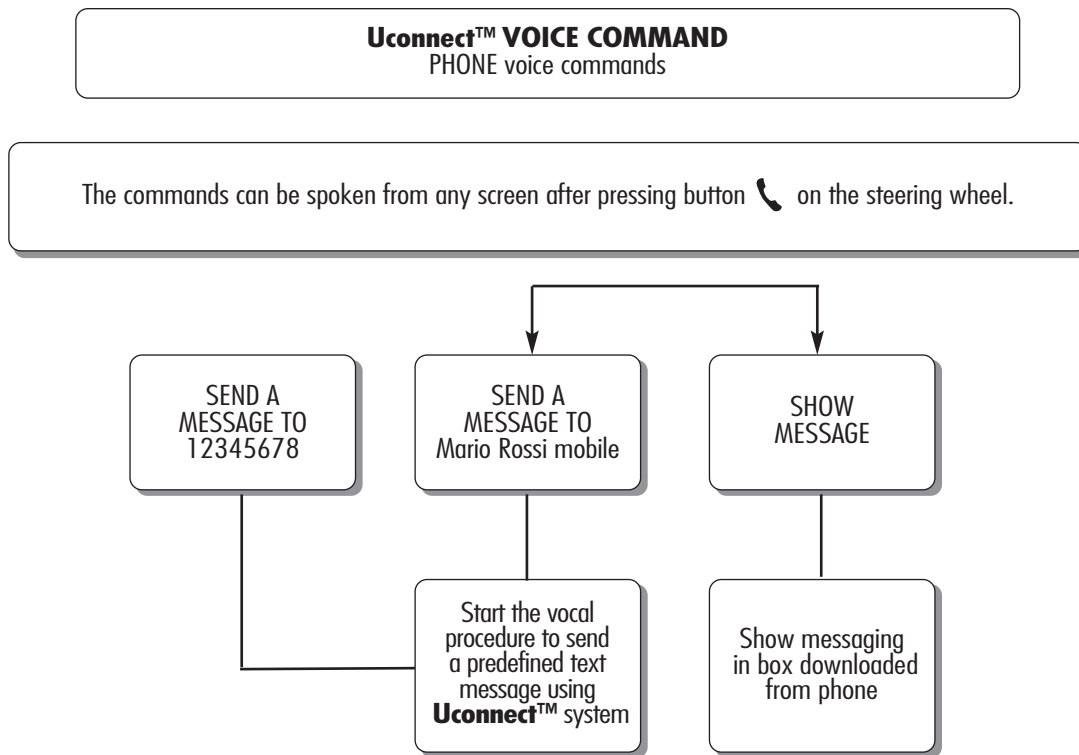 Uconnect™ VOICE COMMAND
PHONE voice commands
The commands can be spoken from any screen after pressing button on the steering wheel.
SEND A
MESSAGE TO
12345678
SEND A
MESSAGE TO
Mario Rossi mobile
SHOW
MESSAGE
Start the vocal
procedure to send
a predefined text
message using
Uconnect™ system
Show messaging
in box downloaded
from phone